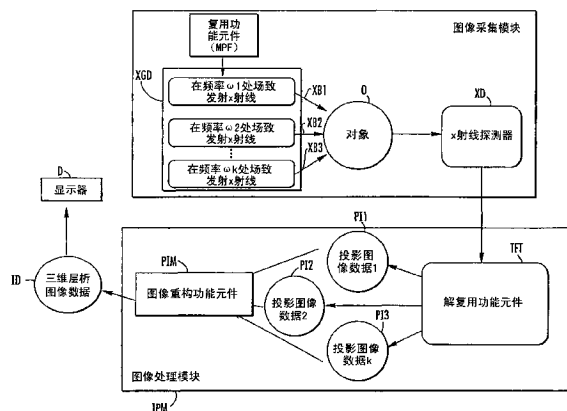 复用功
能元件
(MPF)
图像采集模块
XGD
在频率ω1处场致
发射x射线
XB1
在频率ω2处场致
发射x射线
XB2
在频率ωk处场致
发射x射线
XB3
O
对象
XD
x射线探测器
D
显示器
ID
三维层析
图像数据
PIM
图像重构功能元件
PI1
投影图
像数据1
PI2
投影图像
数据2
PI3
投影图像
数据k
TFT
解复用功能元件
图像处理模块
IPM